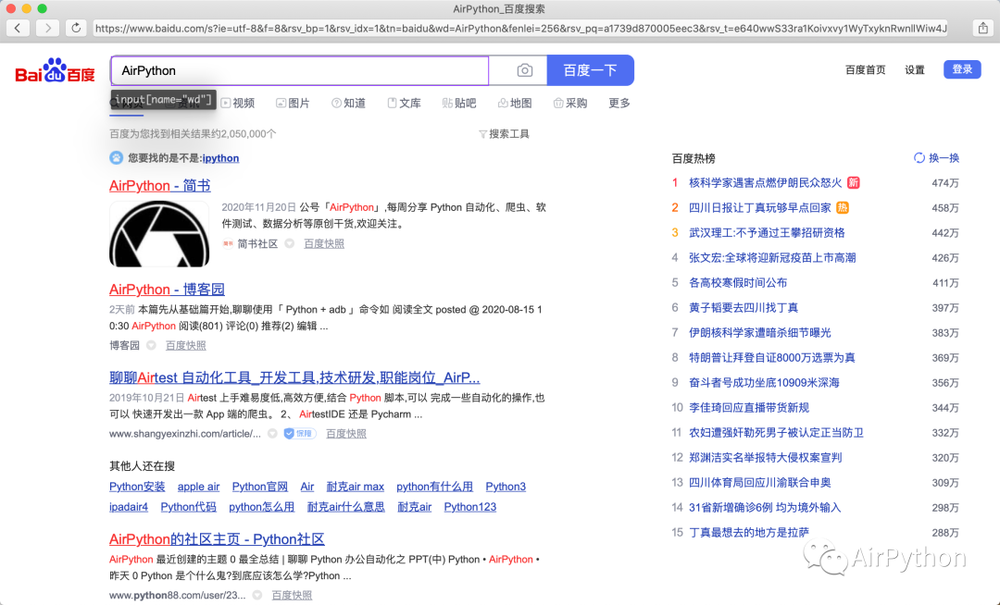 AirPython_百度搜索
https://www.baidu.com/s?ie=utf-8&f=8&rsv_bp=1&rsv_idx=1&tn=baidu&wd=AirPython&fenlei=256&rsv_pq=a1739d870005eec3&rsv_t=e640wwS33ra1Koivxvy1WyTxyknRwnlIWiw4J
Bai du 百度
AirPython
百度一下
百度首页 设置 登录
input[name="wd"]
视频 图片 知道 文库 贴吧 地图 采购 更多
百度为您找到相关结果约2,050,000个
搜索工具
您要找的是不是:ipython
AirPython - 简书
2020年11月20日 公号「AirPython」,每周分享 Python 自动化、爬虫、软
件测试、数据分析等原创干货,欢迎关注。
简书社区 百度快照
AirPython - 博客园
2天前 本篇先从基础篇开始,聊聊使用「 Python + adb 」命令如 阅读全文 posted @ 2020-08-15 1
0:30 AirPython 阅读(801) 评论(0) 推荐(2) 编辑 ...
博客园 百度快照
聊聊Airtest 自动化工具_开发工具,技术研发,职能岗位_AirP...
2019年10月21日 Airtest 上手难易度低,高效方便,结合 Python 脚本,可以 完成一些自动化的操作,也
可以 快速开发出一款 App 端的爬虫。 2、 AirtestIDE 还是 Pycharm ...
www.shangyexinzhi.com/article/... 保障 百度快照
其他人还在搜
Python安装 apple air Python官网 Air 耐克air max python有什么用 Python3
ipadair4 Python代码 python怎么用 耐克air什么意思 耐克air Python123
AirPython的社区主页 - Python社区
AirPython 最近创建的主题 0 最全总结 | 聊聊 Python 办公自动化之 PPT(中) Python • AirPython •
昨天 0 Python 是个什么鬼?到底应该怎么学?Python ...
www.python88.com/user/23... 百度快照
百度热榜 换一换
1 核科学家遇害点燃伊朗民众怒火 新 474万
2 四川日报让丁真玩够早点回家 热 458万
3 武汉理工:不予通过王攀招研资格 442万
4 张文宏:全球将迎新冠疫苗上市高潮 426万
5 各高校寒假时间公布 411万
6 黄子韬要去四川找丁真 397万
7 伊朗核科学家遭暗杀细节曝光 383万
8 特朗普让拜登自证8000万选票为真 369万
9 奋斗者号成功坐底10909米深海 356万
10 李佳琦回应直播带货新规 344万
11 农妇遭强奸勒死男子被认定正当防卫 332万
12 郑渊洁实名举报特大侵权案宣判 320万
13 四川体育局回应川渝联合申奥 309万
14 31省新增确诊6例 均为境外输入 298万
15 丁真最想去的地方是拉萨 288万
AirPython